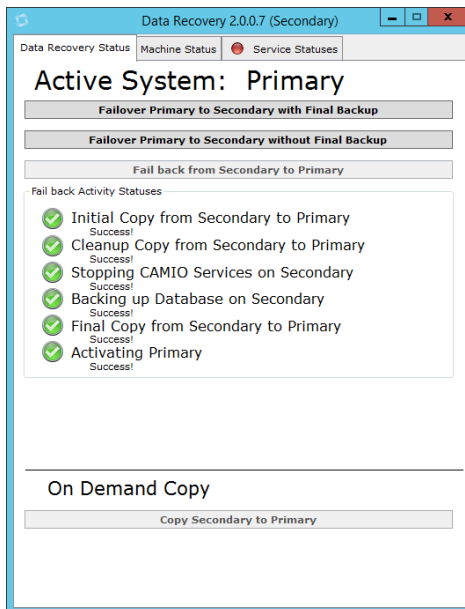 Data Recovery 2.0.0.7 (Secondary)
Data Recovery Status
Machine Status
Service Statuses
Active System: Primary
Failover Primary to Secondary with Final Backup
Failover Primary to Secondary without Final Backup
Fail back from Secondary to Primary
Fail back Activity Statuses
Initial Copy from Secondary to Primary
Success!
Cleanup Copy from Secondary to Primary
Success!
Stopping CAMIO Services on Secondary
Success!
Backing up Database on Secondary
Success!
Final Copy from Secondary to Primary
Success!
Activating Primary
Success!
On Demand Copy
Copy Secondary to Primary